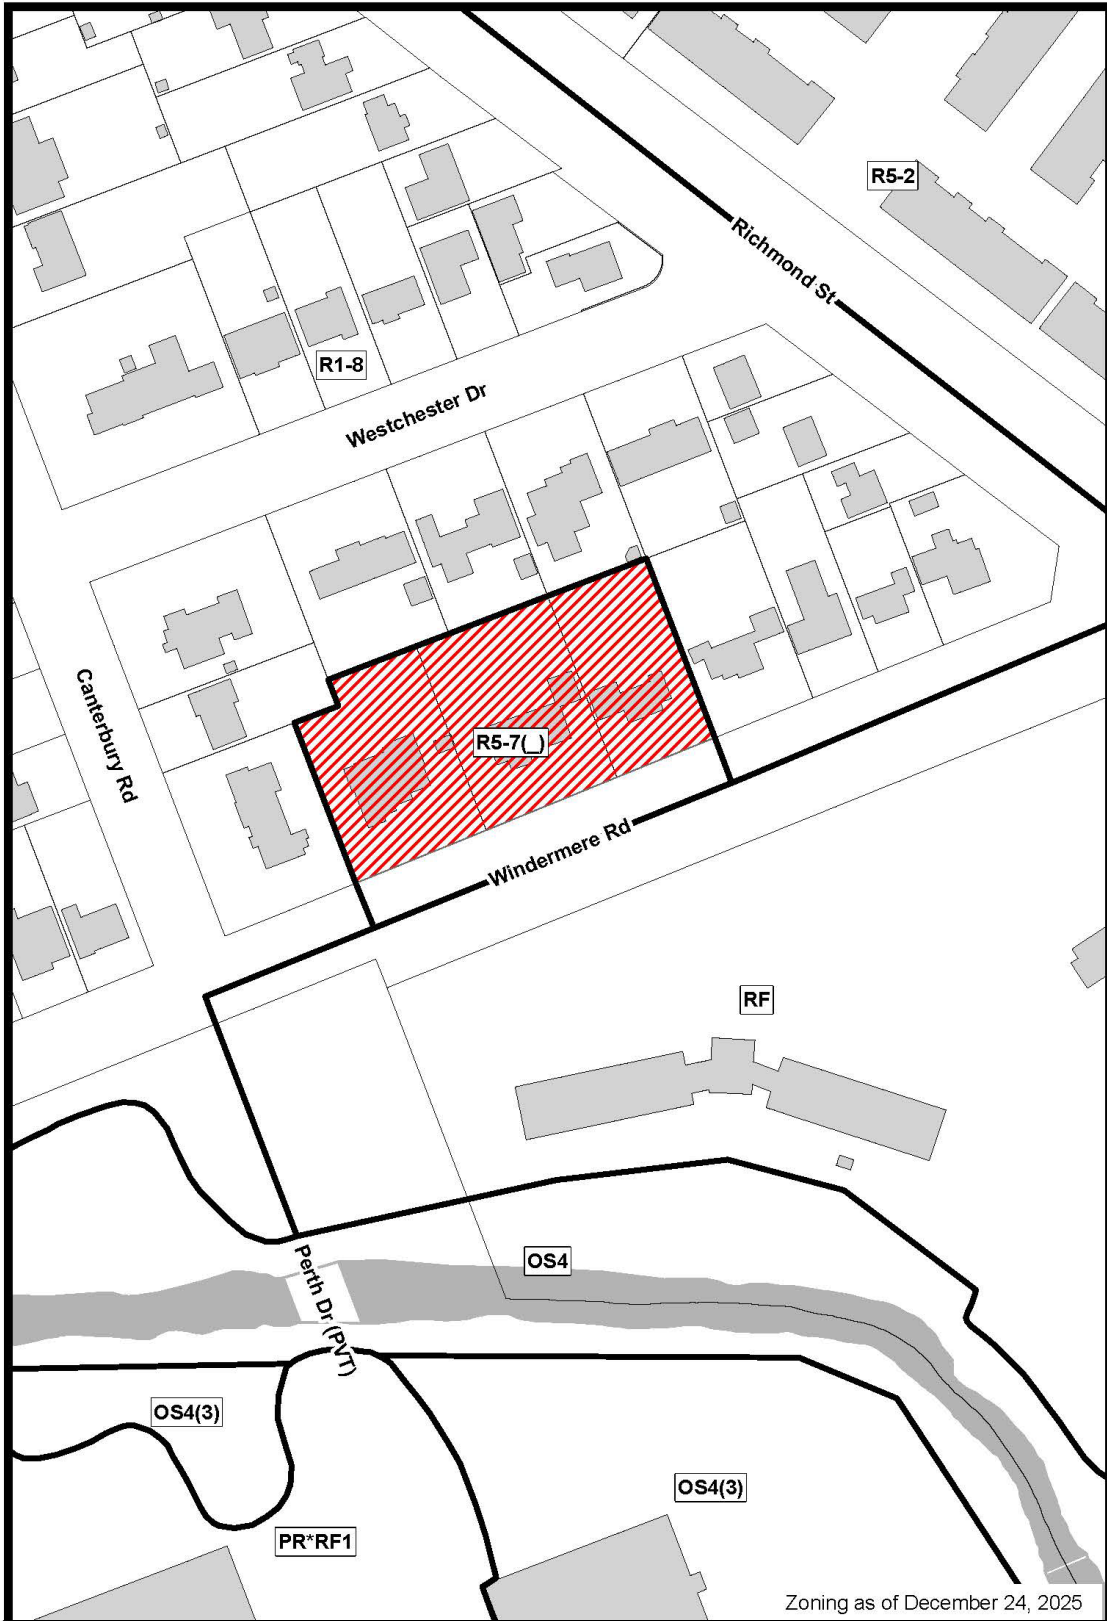 R5-2
Richmond St
R1-8
Westchester Dr
Canterbury Rd
R5-7(_)
Windermere Rd
RF
OS4
Perth Dr (PVT)
OS4(3)
OS4(3)
PR*RF1
Zoning as of December 24, 2025